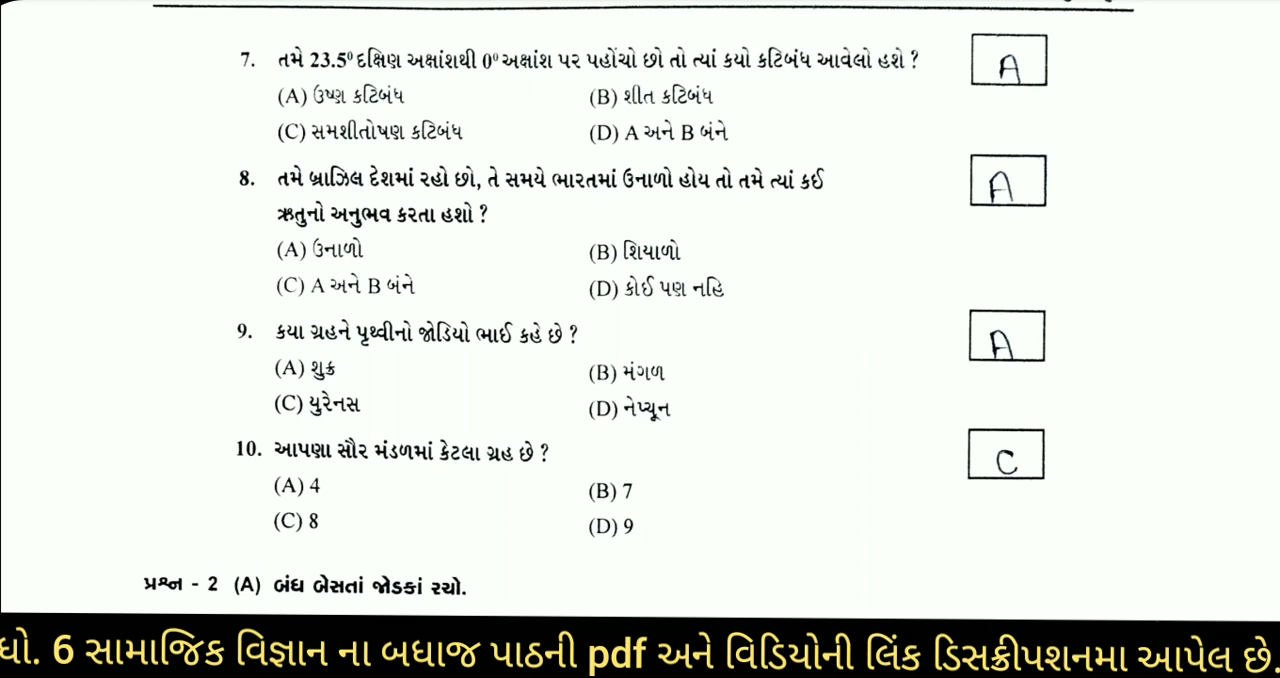 7. તમે 23.5⁰ દક્ષિણ અક્ષાંશથી 0⁰ અક્ષાંશ પર પહોંચો છો તો ત્યાં કયો કટિબંધ આવેલો હશે ? A
(A) ઉષ્ણ કટિબંધ (B) શીત કટિબંધ
(C) સમશીતોષણ કટિબંધ (D) A અને B બંને
8. તમે બ્રાઝિલ દેશમાં રહો છો, તે સમયે ભારતમાં ઉનાળો હોય તો તમે ત્યાં કઈ A
ઋતુનો અનુભવ કરતા હશો ?
(A) ઉનાળો (B) શિયાળો
(C) A અને B બંને (D) કોઈ પણ નહિ
9. કયા ગ્રહને પૃથ્વીનો જોડિયો ભાઈ કહે છે ? A
(A) શુક્ર (B) મંગળ
(C) યુરેનસ (D) નેપ્ચૂન
10. આપણા સૌર મંડળમાં કેટલા ગ્રહ છે ? C
(A) 4 (B) 7
(C) 8 (D) 9
પ્રશ્ન - 2 (A) બંધ બેસતાં જોડકાં રચો.
ધો. 6 સામાજિક વિજ્ઞાન ના બધાજ પાઠની pdf અને વિડિયોની લિંક ડિસક્રીપશનમા આપેલ છે.